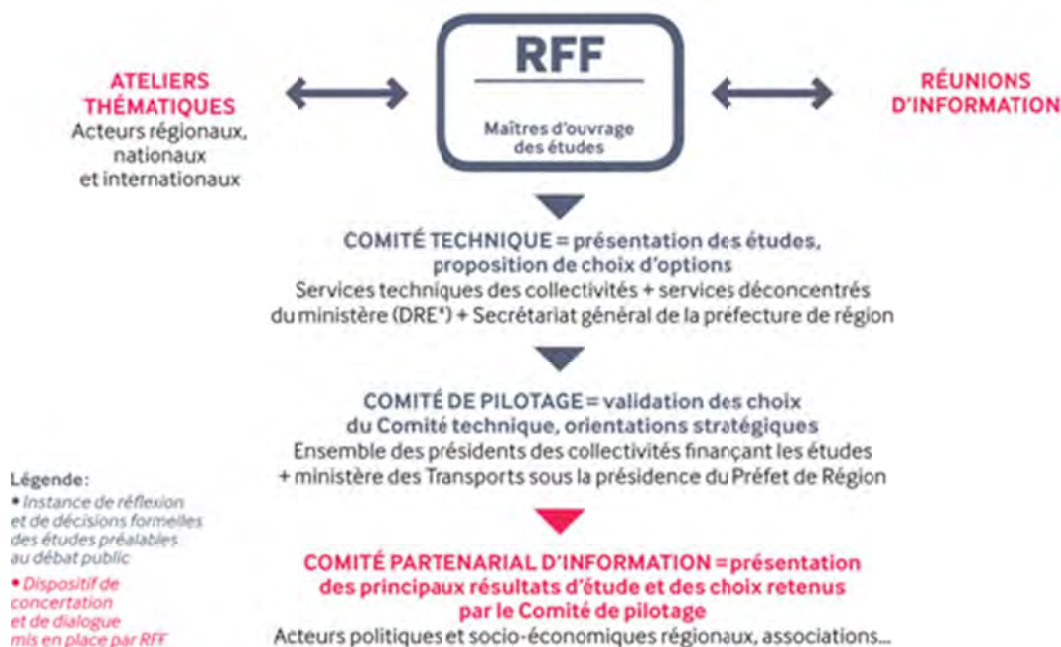 RFF
Maîtres d'ouvrage
des études
ATELIERS
THÉMATIQUES
Acteurs régionaux,
nationaux
et internationaux
RÉUNIONS
D'INFORMATION
COMITÉ TECHNIQUE = présentation des études,
proposition de choix d'options
Services techniques des collectivités + services déconcentrés
du ministère (DRE*) + Secrétariat général de la préfecture de région
COMITÉ DE PILOTAGE = validation des choix
du Comité technique, orientations stratégiques
Ensemble des présidents des collectivités finançant les études
+ ministère des Transports sous la présidence du Préfet de Région
COMITÉ PARTENARIAL D'INFORMATION = présentation
des principaux résultats d'étude et des choix retenus
par le Comité de pilotage
Acteurs politiques et socio-économiques régionaux, associations...
Légende:
• Instance de réflexion
et de décisions formelles
des études préalables
au débat public
• Dispositif de
concertation
et de dialogue
mis en place par RFF